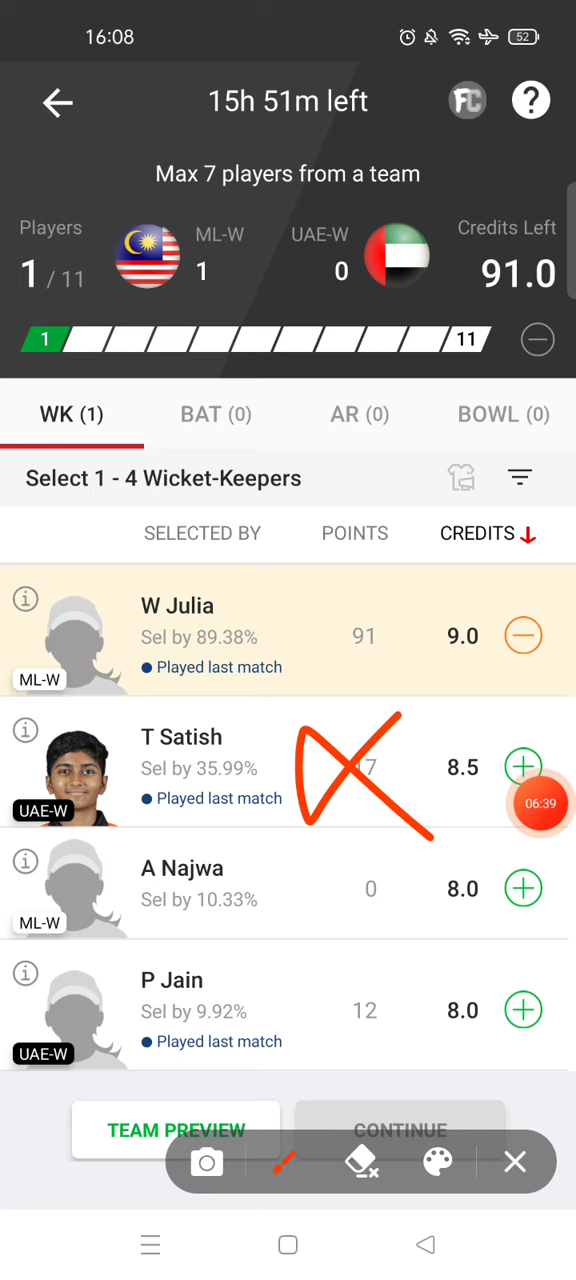 16:08
52
15h 51m left
FC
?
Max 7 players from a team
Players
ML-W
UAE-W
Credits Left
1 / 11
1
0
91.0
1
11
WK (1)
BAT (0)
AR (0)
BOWL (0)
Select 1 - 4 Wicket-Keepers
SELECTED BY
POINTS
CREDITS
W Julia
Sel by 89.38%
91
9.0
Played last match
ML-W
T Satish
Sel by 35.99%
8.5
Played last match
06:39
UAE-W
A Najwa
Sel by 10.33%
0
8.0
ML-W
P Jain
Sel by 9.92%
12
8.0
Played last match
UAE-W
TEAM PREVIEW
CONTINUE